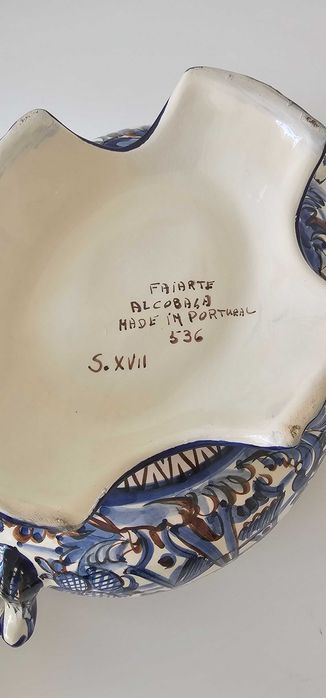 FAIARTE
ALCOBAÇA
MADE IN PORTUGAL
536
S. XVII